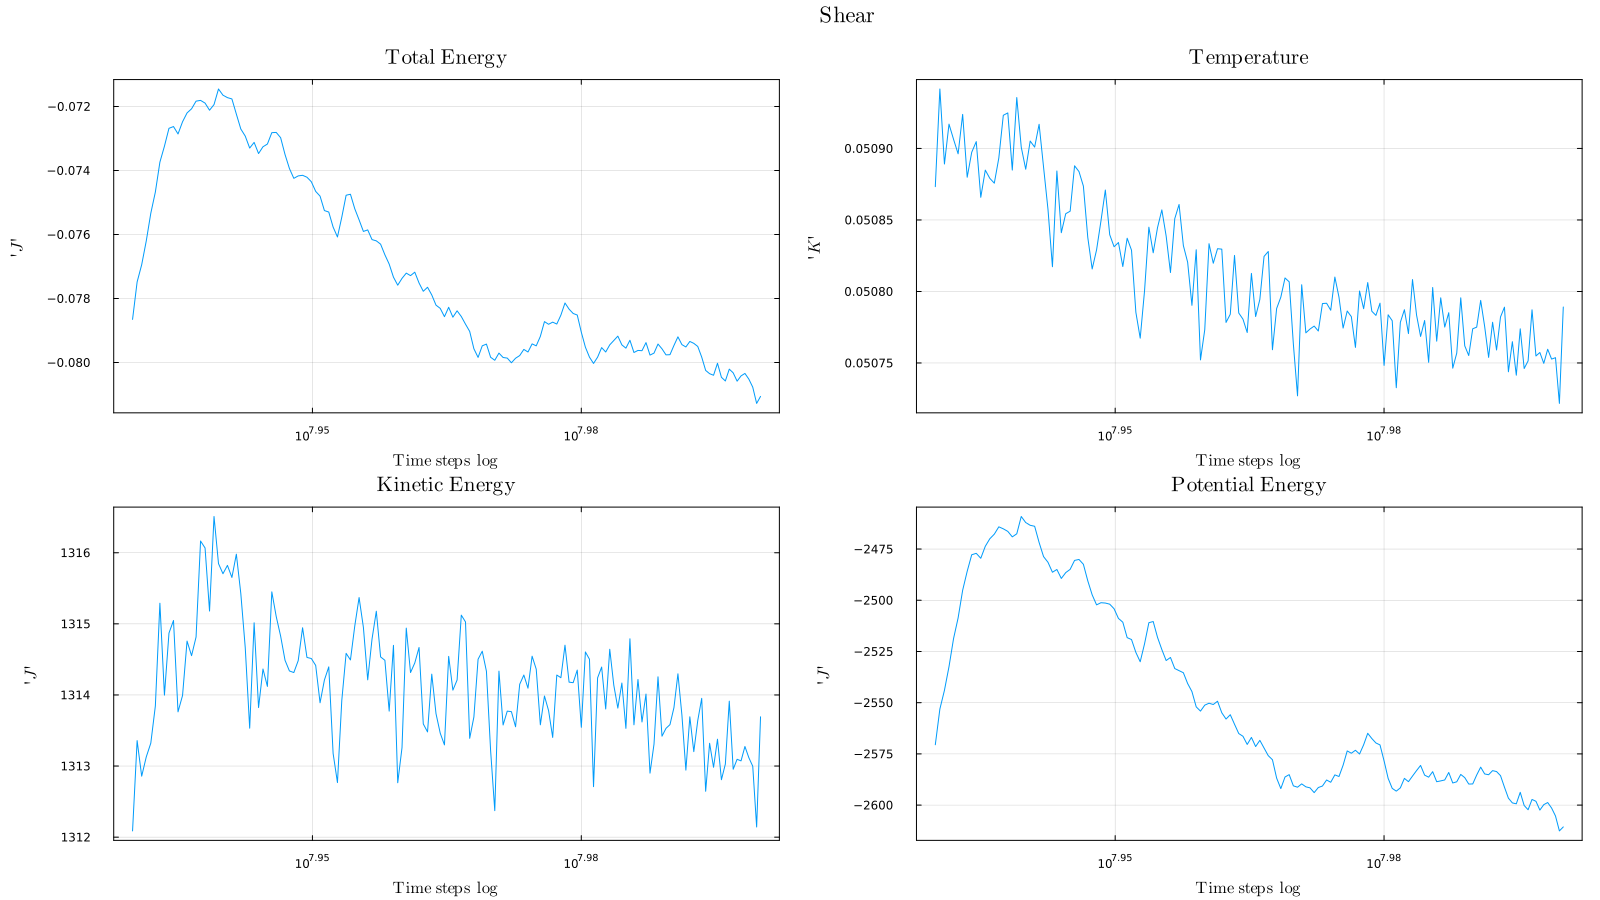 Shear
Total Energy
−0.072
−0.074
−0.076
−0.078
−0.080
'J'
10^7.95
10^7.98
Time steps log
Temperature
0.05090
0.05085
0.05080
0.05075
'K'
10^7.95
10^7.98
Time steps log
Kinetic Energy
1316
1315
1314
1313
1312
'J'
10^7.95
10^7.98
Time steps log
Potential Energy
−2475
−2500
−2525
−2550
−2575
−2600
'J'
10^7.95
10^7.98
Time steps log